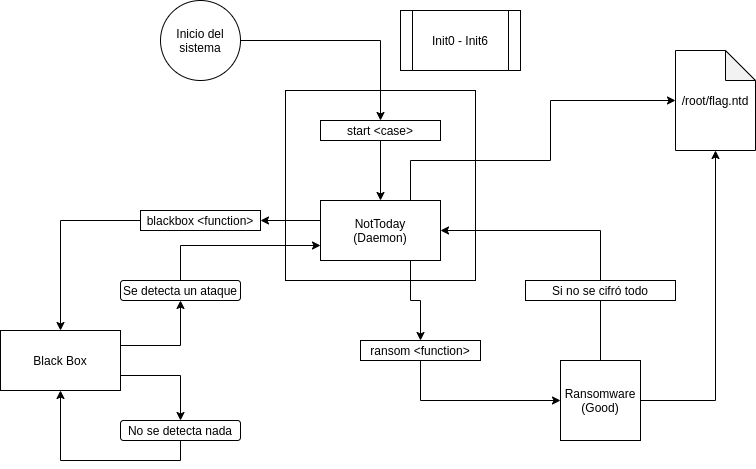 Inicio del
sistema
Init0 - Init6
/root/flag.ntd
start <case>
blackbox <function>
NotToday
(Daemon)
Se detecta un ataque
Si no se cifró todo
Black Box
ransom <function>
Ransomware
(Good)
No se detecta nada